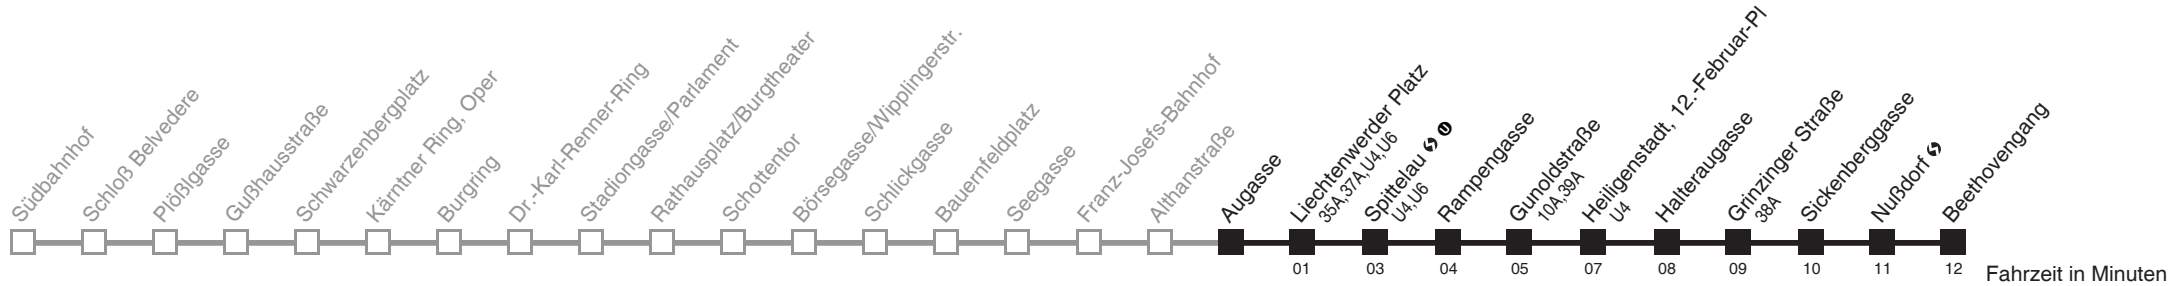 Südbahnhof
Schloß Belvedere
Plößlgasse
Gußhausstraße
Schwarzenbergplatz
Kärntner Ring, Oper
Burgring
Dr.-Karl-Renner-Ring
Stadiongasse/Parlament
Rathausplatz/Burgtheater
Schottentor
Börsegasse/Wipplingerstr.
Schlickgasse
Bauernfeldplatz
Seegasse
Franz-Josefs-Bahnhof
Althanstraße
Augasse
Liechtenwerder Platz
35A,37A,U4,U6
Spittelau S U
U4,U6
Rampengasse
Gunoldstraße
10A,39A
Heiligenstadt, 12.-Februar-Pl
U4
Halteraugasse
Grinzinger Straße
38A
Sickenberggasse
Nußdorf S
Beethovengang
01 03 04 05 07 08 09 10 11 12
Fahrzeit in Minuten